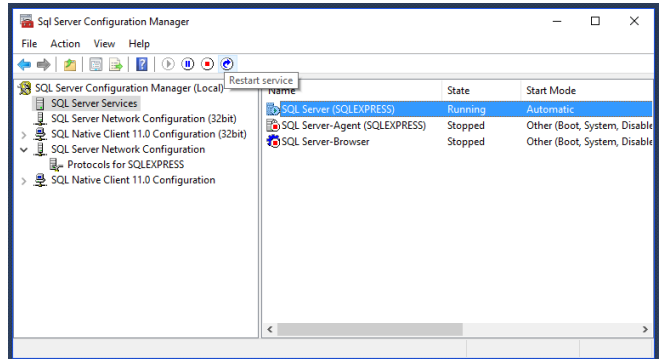 Sql Server Configuration Manager
File Action View Help
Restart service
SQL Server Configuration Manager (Local)
SQL Server Services
SQL Server Network Configuration (32bit)
SQL Native Client 11.0 Configuration (32bit)
SQL Server Network Configuration
Protocols for SQLEXPRESS
SQL Native Client 11.0 Configuration
Name State Start Mode
SQL Server (SQLEXPRESS) Running Automatic
SQL Server-Agent (SQLEXPRESS) Stopped Other (Boot, System, Disable
SQL Server-Browser Stopped Other (Boot, System, Disable